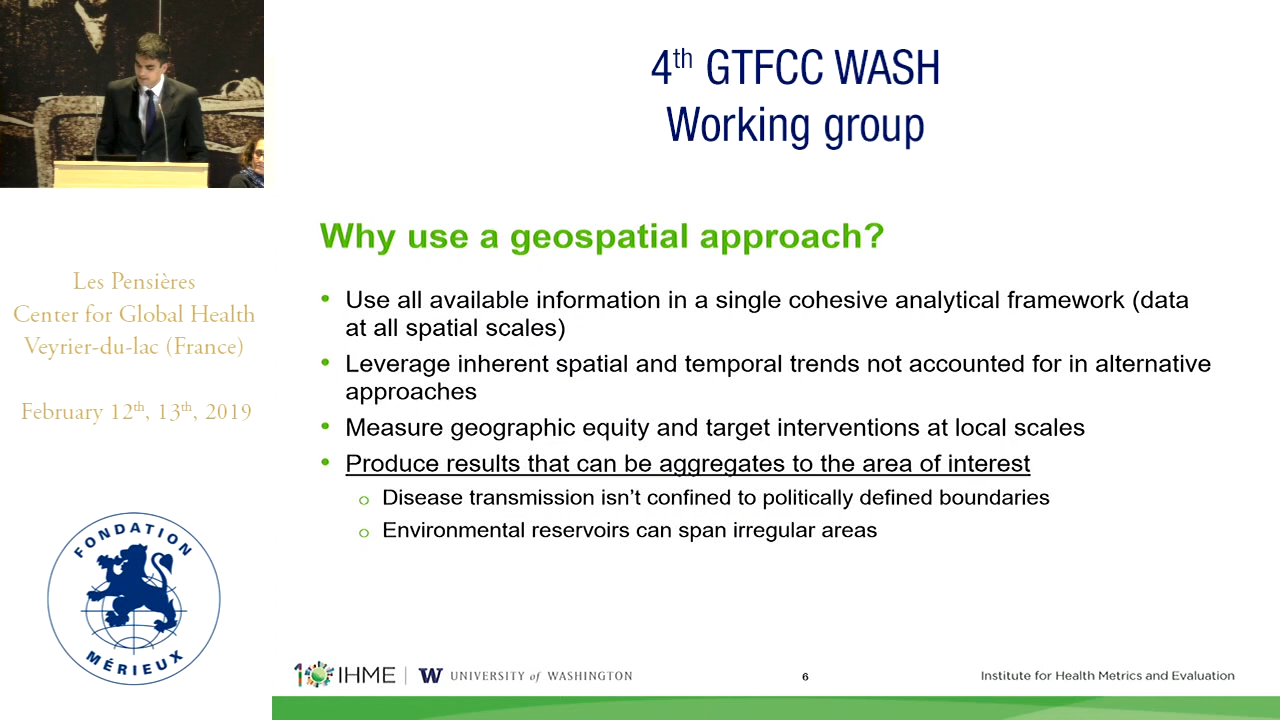 4th GTFCC WASH
Working group
Les Pensières
Center for Global Health
Veyrier-du-lac (France)
February 12th, 13th, 2019
FONDATION
MÉRIEUX
Why use a geospatial approach?
• Use all available information in a single cohesive analytical framework (data
at all spatial scales)
• Leverage inherent spatial and temporal trends not accounted for in alternative
approaches
• Measure geographic equity and target interventions at local scales
• Produce results that can be aggregates to the area of interest
o Disease transmission isn't confined to politically defined boundaries
o Environmental reservoirs can span irregular areas
10 IHME | W UNIVERSITY of WASHINGTON
6
Institute for Health Metrics and Evaluation